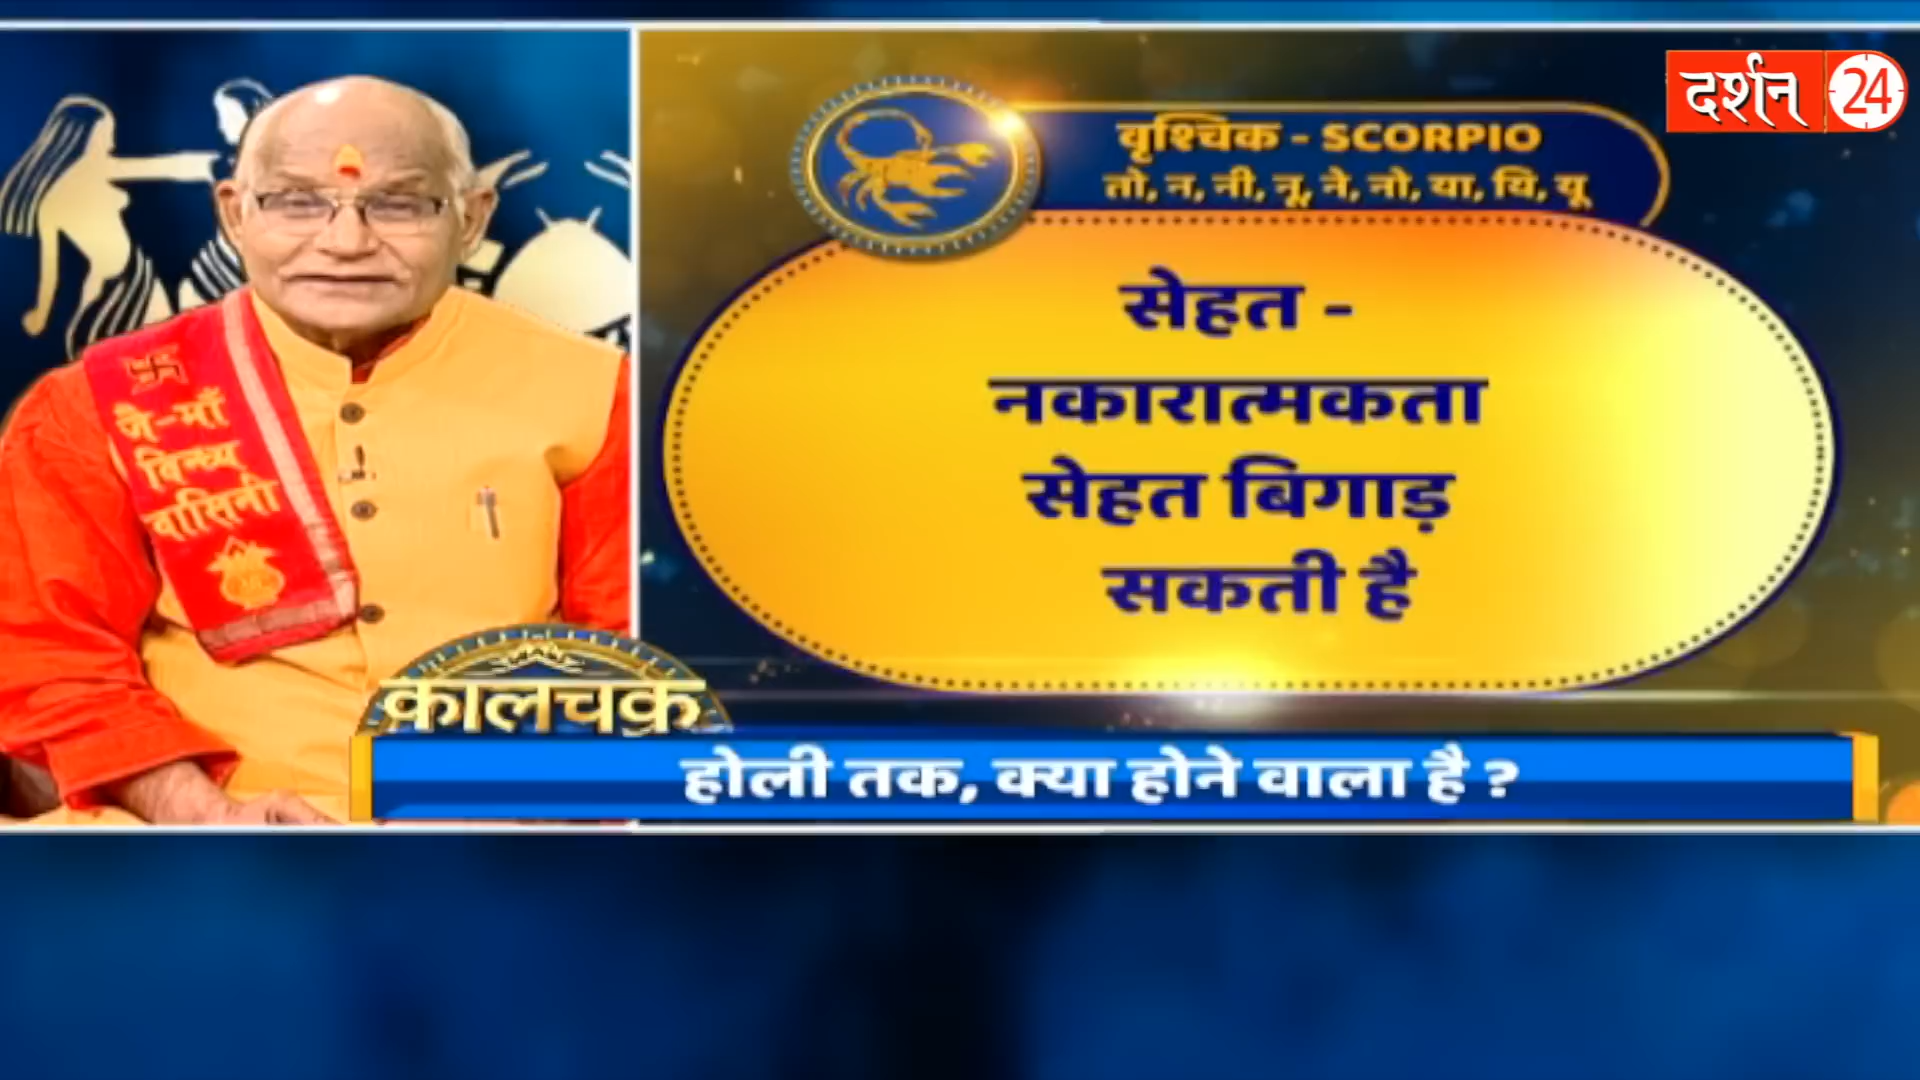 दर्शन 24
वृश्चिक - SCORPIO
तो, न, नी, नू, ने, नो, या, यि, यू
सेहत -
नकारात्मकता
सेहत बिगाड़
सकती है
जै-माँ
विन्ध्य
वासिनी
कालचक्र
होली तक, क्या होने वाला है ?